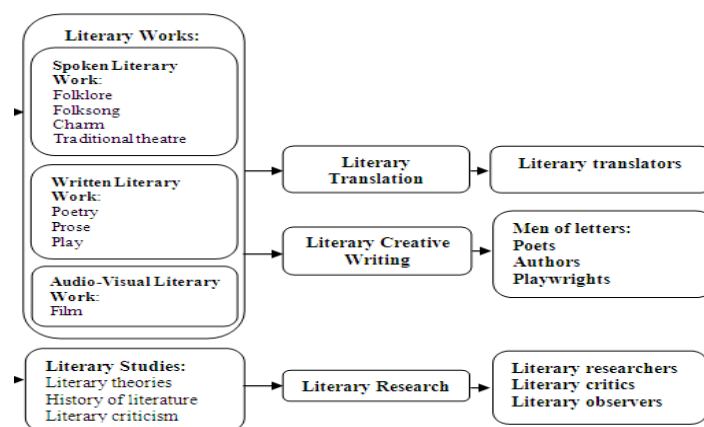 Literary Works:
Spoken Literary
Work:
Folklore
Folksong
Charm
Traditional theatre
Written Literary
Work:
Poetry
Prose
Play
Audio-Visual Literary
Work:
Film
Literary
Translation
Literary translators
Literary Creative
Writing
Men of letters:
Poets
Authors
Playwrights
Literary Studies:
Literary theories
History of literature
Literary criticism
Literary Research
Literary researchers
Literary critics
Literary observers